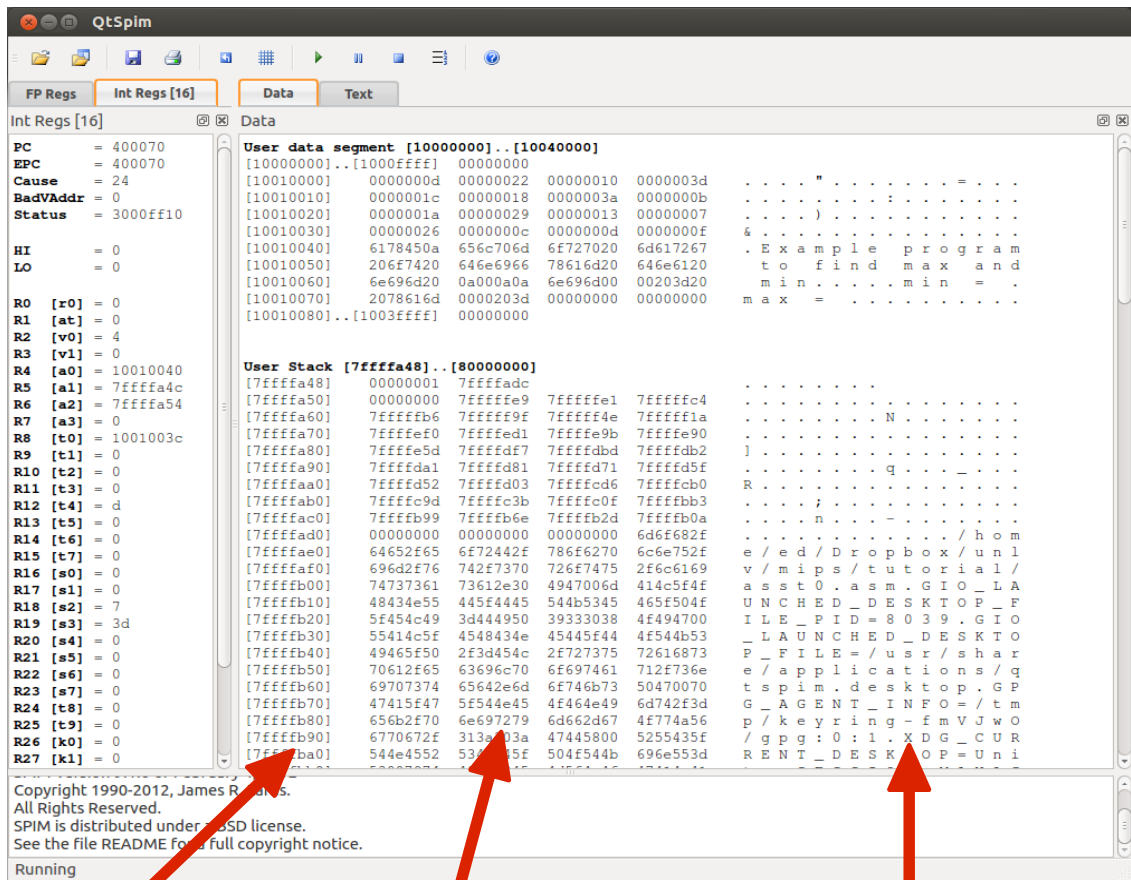 QtSpim
FP Regs Int Regs [16] Data Text
Int Regs [16] Data
PC = 400070
EPC = 400070
Cause = 24
BadVAddr = 0
Status = 3000ff10
HI = 0
LO = 0
R0 [r0] = 0
R1 [at] = 0
R2 [v0] = 4
R3 [v1] = 0
R4 [a0] = 10010040
R5 [a1] = 7ffffa4c
R6 [a2] = 7ffffa54
R7 [a3] = 0
R8 [t0] = 1001003c
R9 [t1] = 0
R10 [t2] = 0
R11 [t3] = 0
R12 [t4] = d
R13 [t5] = 0
R14 [t6] = 0
R15 [t7] = 0
R16 [s0] = 0
R17 [s1] = 0
R18 [s2] = 7
R19 [s3] = 3d
R20 [s4] = 0
R21 [s5] = 0
R22 [s6] = 0
R23 [s7] = 0
R24 [t8] = 0
R25 [t9] = 0
R26 [k0] = 0
R27 [k1] = 0
User data segment [10000000]..[10040000]
[10000000]..[1000ffff] 00000000
[10010000] 0000000d 00000022 00000010 0000003d . . . . " . . . . . . . = . . .
[10010010] 0000001c 00000018 0000003a 0000000b . . . . . . . . : . . . . . . .
[10010020] 0000001a 00000029 00000013 00000007 . . . . ) . . . . . . . . . . .
[10010030] 00000026 0000000c 0000000d 0000000f & . . . . . . . . . . . . . . .
[10010040] 6178450a 656c706d 6f727020 6d617267 . E x a m p l e   p r o g r a m
[10010050] 206f7420 646e6966 78616d20 646e6120 t o   f i n d   m a x   a n d
[10010060] 6e696d20 0a000a0a 6e696d00 00203d20 m i n . . . . . m i n   =   .
[10010070] 2078616d 0000203d 00000000 00000000 m a x   =   . . . . . . . . . .
[10010080]..[1003ffff] 00000000
User Stack [7ffffa48]..[80000000]
[7ffffa48] 00000001 7ffffadc . . . . . . . .
[7ffffa50] 00000000 7fffffe9 7fffffe1 7fffffc4 . . . . . . . . . . . . . . . .
[7ffffa60] 7fffffb6 7fffff9f 7fffff4e 7fffff1a . . . . . . . . N . . . . . . .
[7ffffa70] 7ffffef0 7ffffed1 7ffffe9b 7ffffe90 . . . . . . . . . . . . . . . .
[7ffffa80] 7ffffe5d 7ffffdf7 7ffffdbd 7ffffdb2 ] . . . . . . . . . . . . . . .
[7ffffa90] 7ffffda1 7ffffd81 7ffffd71 7ffffd5f . . . . . . . . q . . . _ . . .
[7ffffaa0] 7ffffd52 7ffffd03 7ffffcd6 7ffffcb0 R . . . . . . . . . . . . . . .
[7ffffab0] 7ffffc9d 7ffffc3b 7ffffc0f 7ffffbb3 . . . . ; . . . . . . . . . . .
[7ffffac0] 7ffffb99 7ffffb6e 7ffffb2d 7ffffb0a . . . . n . . . - . . . . . . .
[7ffffad0] 00000000 00000000 00000000 6d6f682f . . . . . . . . . . . . / h o m
[7ffffae0] 64652f65 6f72442f 786f6270 6c6e752f e / e d / D r o p b o x / u n l
[7ffffaf0] 696d2f76 742f7370 726f7475 2f6c6169 v / m i p s / t u t o r i a l /
[7ffffb00] 74737361 73612e30 4947006d 414c5f4f a s s t 0 . a s m . G I O _ L A
[7ffffb10] 48434e55 445f4445 544b5345 465f504f U N C H E D _ D E S K T O P _ F
[7ffffb20] 5f454c49 3d444950 39333038 4f494700 I L E _ P I D = 8 0 3 9 . G I O
[7ffffb30] 55414c5f 4548434e 45445f44 4f544b53 _ L A U N C H E D _ D E S K T O
[7ffffb40] 49465f50 2f3d454c 2f727375 72616873 P _ F I L E = / u s r / s h a r
[7ffffb50] 70612f65 63696c70 6f697461 712f736e e / a p p l i c a t i o n s / q
[7ffffb60] 69707374 65642e6d 6f746b73 50470070 t s p i m . d e s k t o p . G P
[7ffffb70] 47415f47 5f544e45 4f464e49 6d742f3d G _ A G E N T _ I N F O = / t m
[7ffffb80] 656b2f70 6e697279 6d662d67 4f774a56 p / k e y r i n g - f m V J w O
[7ffffb90] 6770672f 47445800 5255435f / g p g : 0 : 1 . X D G _ C U R
544e4552 504f544b 696e553d R E N T _ D E S K O P = U n i
Copyright 1990-2012, James R.
All Rights Reserved.
SPIM is distributed under a BSD license.
See the file README for a full copyright notice.
Running